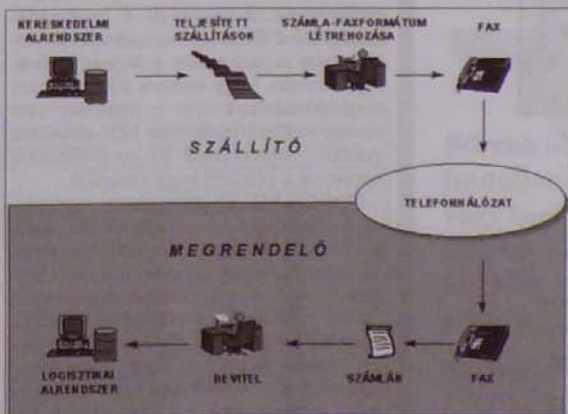 KERESKEDELMI
ALRENDSZER
TELJESÍTETT
SZÁLLÍTÁSOK
SZÁMLA-FAXFORMÁTUM
LÉTREHOZÁSA
FAX
SZÁLLÍTÓ
TELEFONHÁLÓZAT
MEGRENDELŐ
LOGISZTIKAI
ALRENDSZER
BEVITEL
SZÁMLÁK
FAX